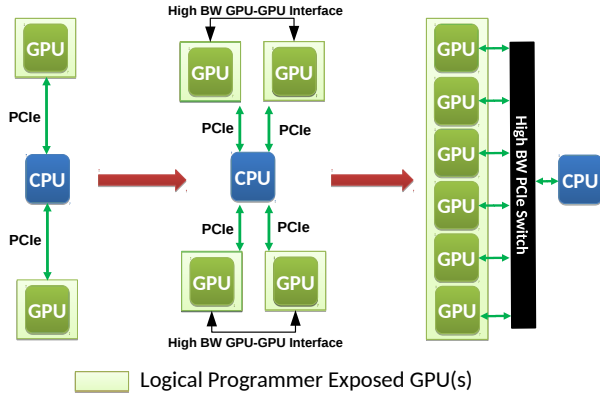 High BW GPU-GPU Interface
GPU
GPU
GPU
PCIe
PCIe
PCIe
CPU
CPU
PCIe
PCIe
PCIe
GPU
GPU
GPU
High BW GPU-GPU Interface
GPU
GPU
GPU
GPU
GPU
GPU
High BW PCIe Switch
CPU
Logical Programmer Exposed GPU(s)